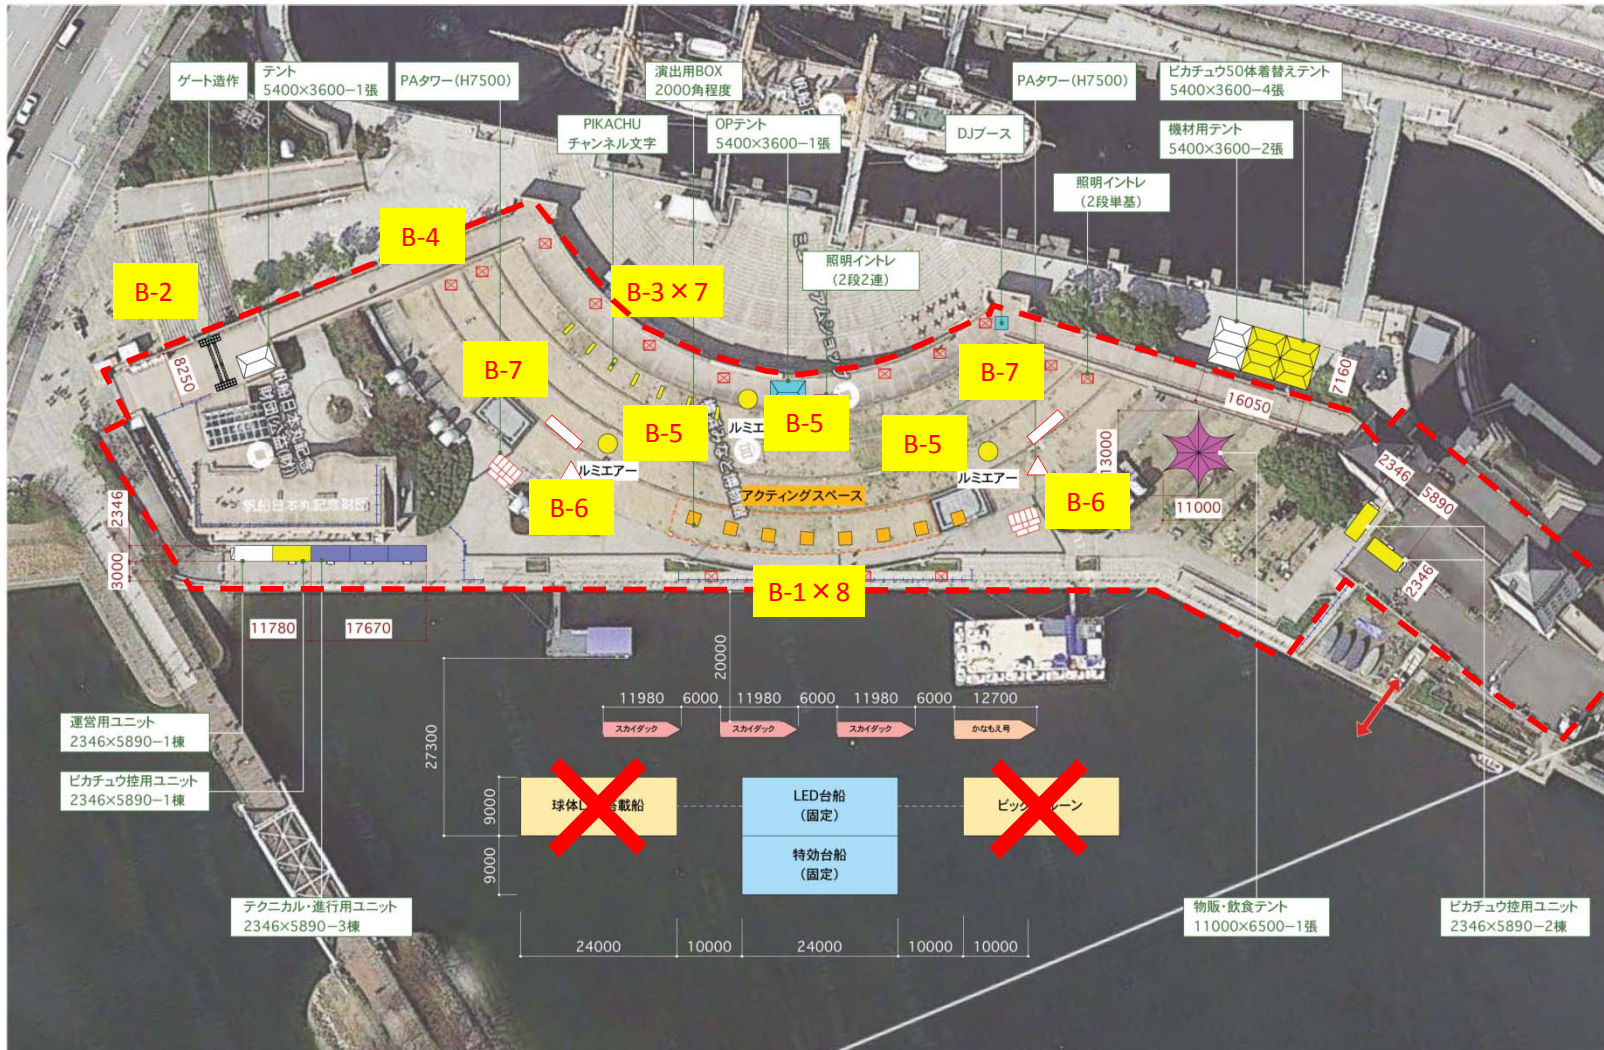 ゲート造作
テント
5400×3600−1張
PAタワー(H7500)
PIKACHU
チャンネル文字
演出用BOX
2000角程度
OPテント
5400×3600−1張
DJブース
PAタワー(H7500)
照明イントレ
(2段単基)
ピカチュウ50体着替えテント
5400×3600−4張
機材用テント
5400×3600−2張
照明イントレ
(2段2連)
B-4
B-2
B-3×7
B-7
B-7
B-5
B-5
B-5
B-6
B-6
B-1×8
ルミエアー
ルミエアー
アクティングスペース
帆船日本丸記念財団
8250
16050
7160
13000
11000
2346
5890
2346
2346
3000
11780
17670
20000
27300
11980
6000
11980
6000
11980
6000
12700
スカイダック
スカイダック
スカイダック
かなもえ号
9000
9000
LED台船
(固定)
特効台船
(固定)
24000
10000
24000
10000
10000
運営用ユニット
2346×5890−1棟
ピカチュウ控用ユニット
2346×5890−1棟
テクニカル・進行用ユニット
2346×5890−3棟
物販・飲食テント
11000×6500−1張
ピカチュウ控用ユニット
2346×5890−2棟